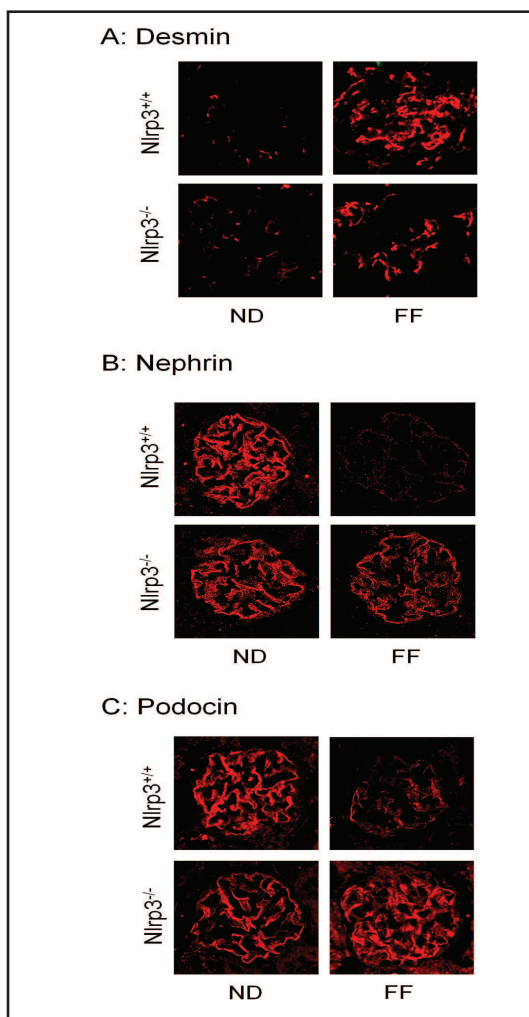 A: Desmin
Nlrp3+/+
Nlrp3-/-
ND FF
B: Nephrin
Nlrp3+/+
Nlrp3-/-
ND FF
C: Podocin
Nlrp3+/+
Nlrp3-/-
ND FF